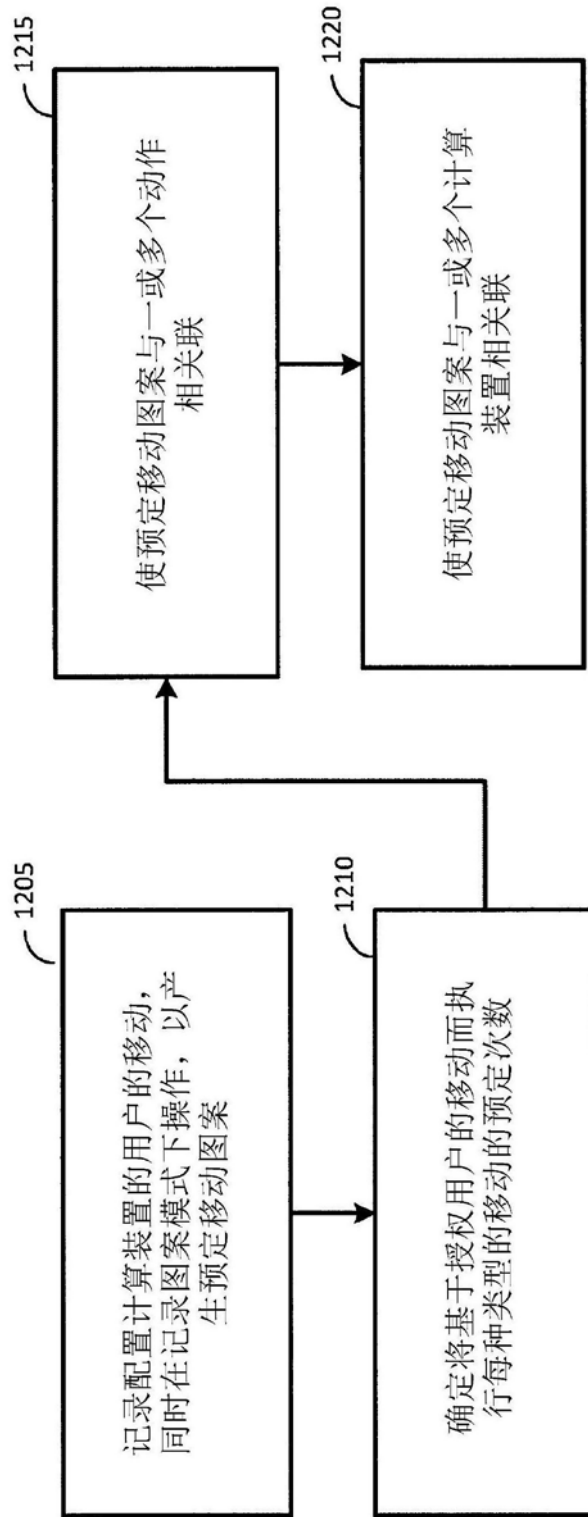 1205
记录配置计算装置的用户的移动，
同时在记录图案模式下操作，以产
生预定移动图案
1210
确定将基于授权用户的移动而执
行每种类型的移动的预定次数
1215
使预定移动图案与一或多个动作
相关联
1220
使预定移动图案与一或多个计算
装置相关联